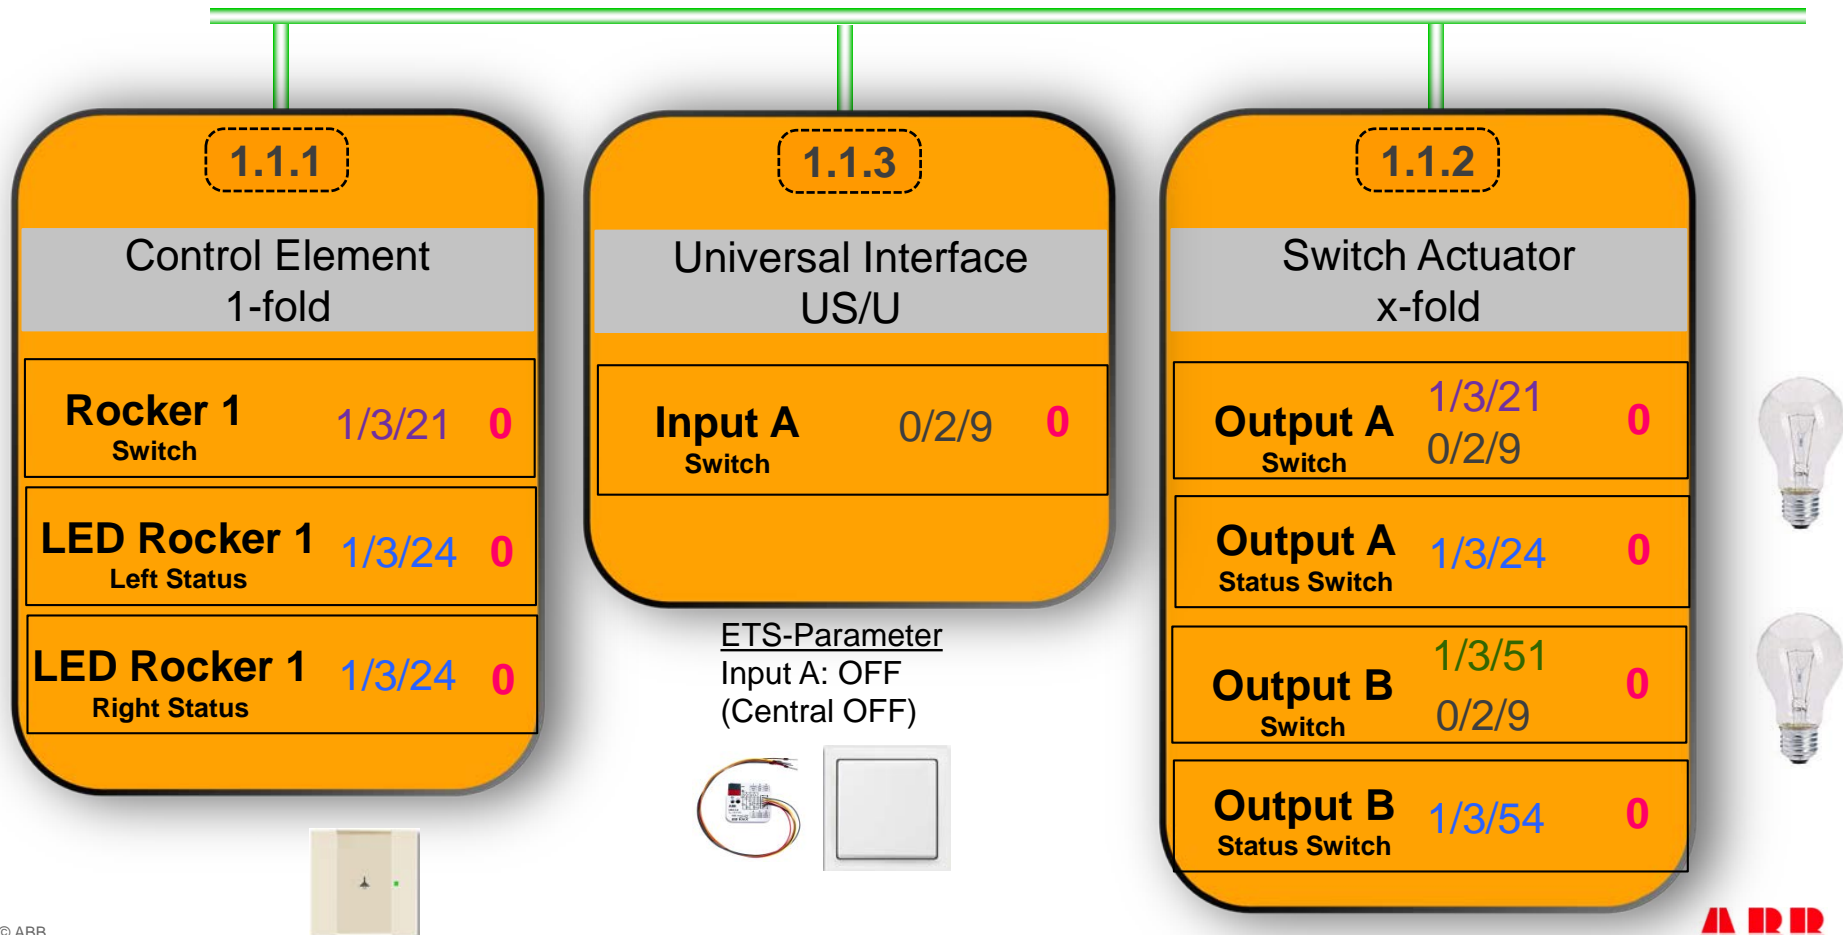 1.1.1
Control Element
1-fold
Rocker 1
Switch
1/3/21
0
LED Rocker 1
Left Status
1/3/24
0
LED Rocker 1
Right Status
1/3/24
0
1.1.3
Universal Interface
US/U
Input A
Switch
0/2/9
0
ETS-Parameter
Input A: OFF
(Central OFF)
1.1.2
Switch Actuator
x-fold
Output A
Switch
1/3/21
0/2/9
0
Output A
Status Switch
1/3/24
0
Output B
Switch
1/3/51
0/2/9
0
Output B
Status Switch
1/3/54
0
© ABB
ABB